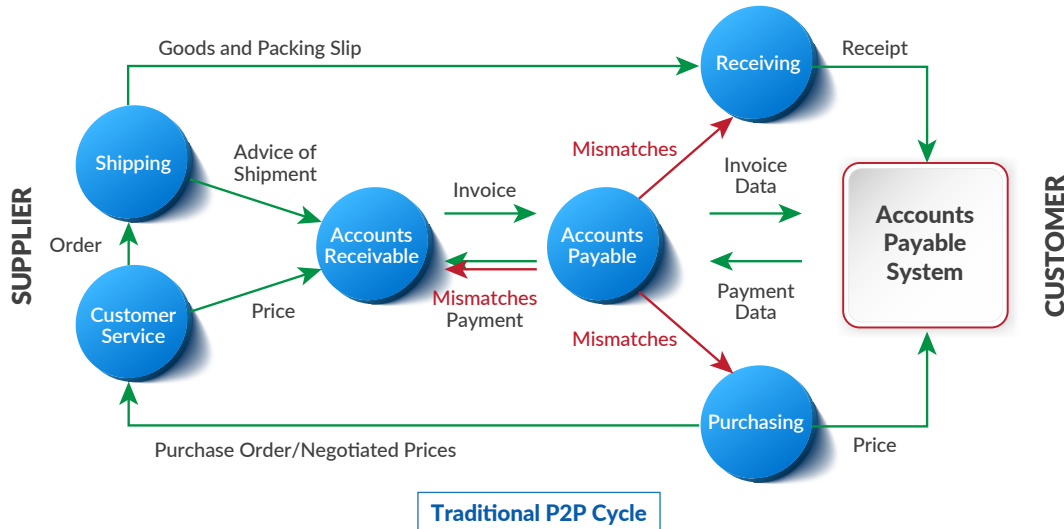 Goods and Packing Slip
Receiving
Receipt
Shipping
Advice of
Shipment
Mismatches
Invoice
Data
Invoice
SUPPLIER
Order
Accounts
Receivable
Accounts
Payable
Accounts
Payable
System
CUSTOMER
Customer
Service
Price
Mismatches
Payment
Mismatches
Payment
Data
Purchasing
Purchase Order/Negotiated Prices
Price
Traditional P2P Cycle